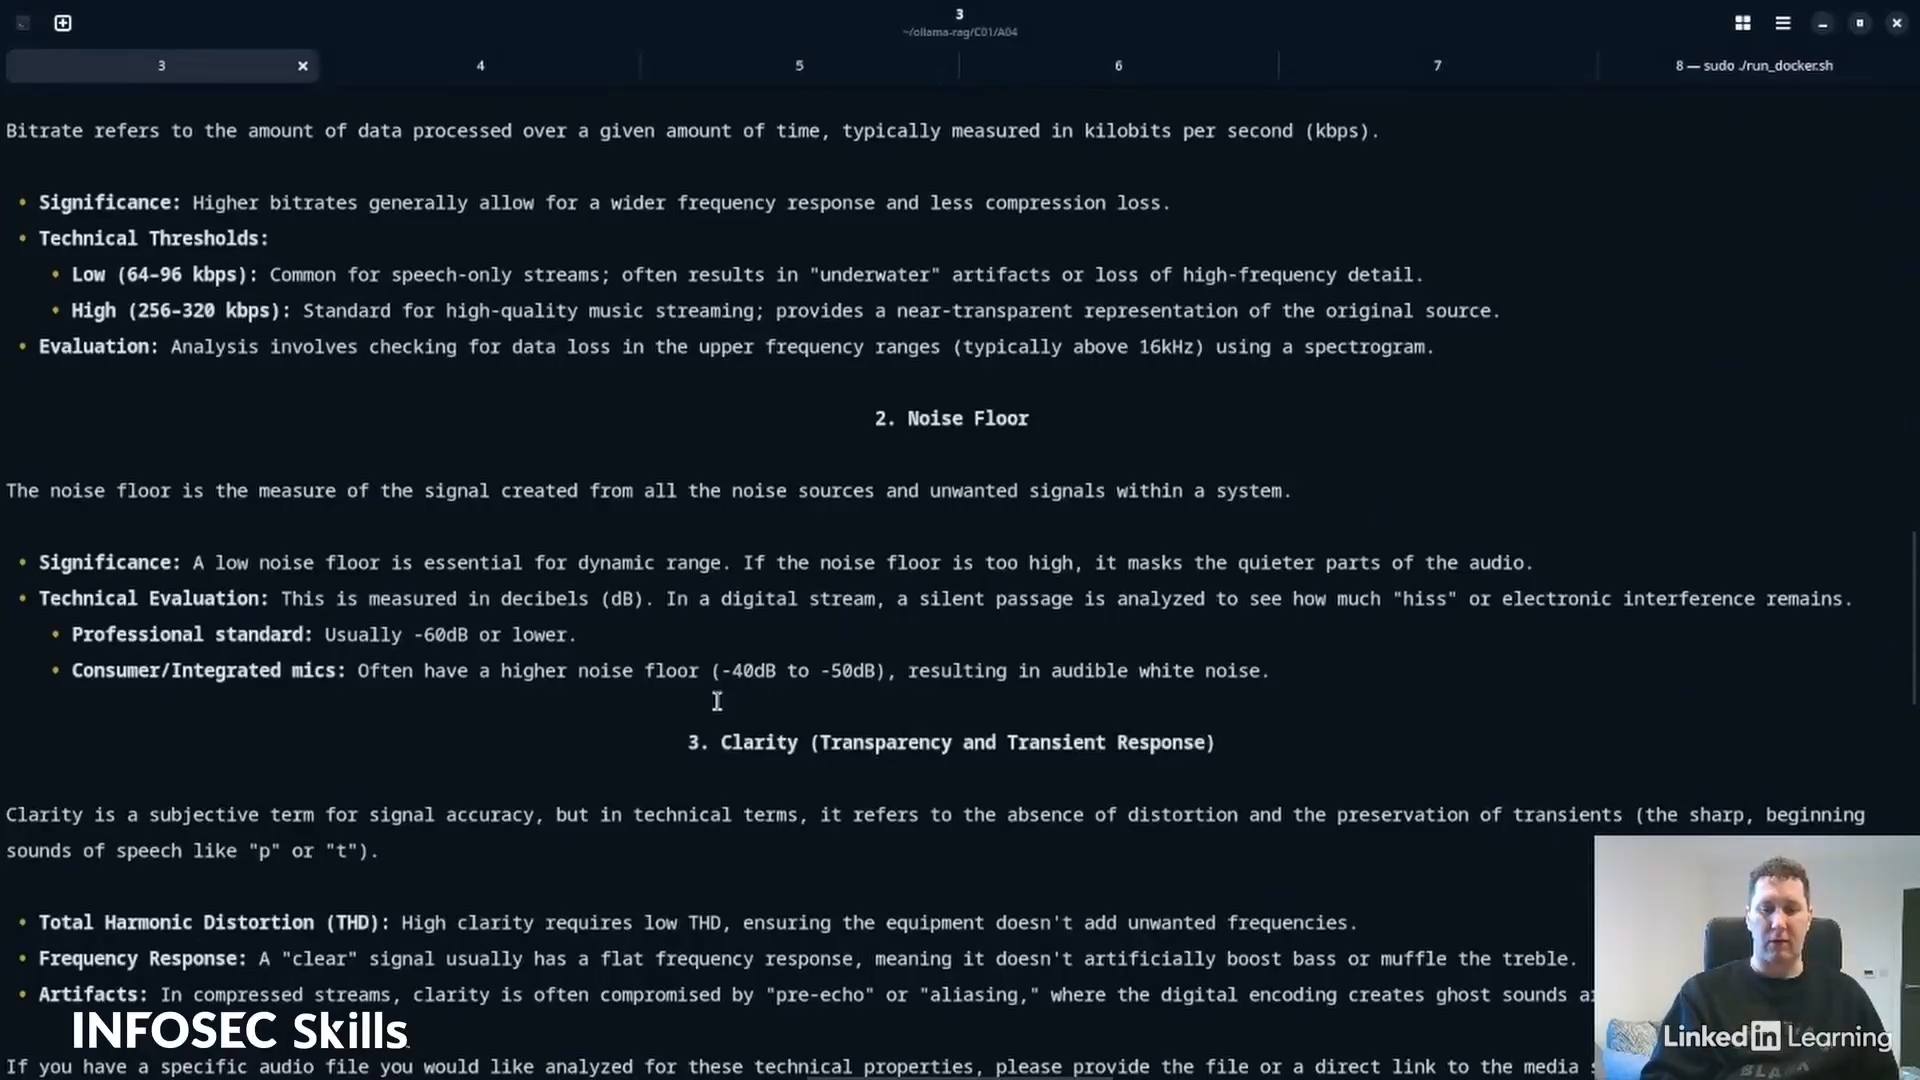 3
~/ollama-rag/C01/A04
3
4
5
6
7
8 — sudo ./run_docker.sh
Bitrate refers to the amount of data processed over a given amount of time, typically measured in kilobits per second (kbps).
• Significance: Higher bitrates generally allow for a wider frequency response and less compression loss.
• Technical Thresholds:
• Low (64–96 kbps): Common for speech-only streams; often results in "underwater" artifacts or loss of high-frequency detail.
• High (256–320 kbps): Standard for high-quality music streaming; provides a near-transparent representation of the original source.
• Evaluation: Analysis involves checking for data loss in the upper frequency ranges (typically above 16kHz) using a spectrogram.
2. Noise Floor
The noise floor is the measure of the signal created from all the noise sources and unwanted signals within a system.
• Significance: A low noise floor is essential for dynamic range. If the noise floor is too high, it masks the quieter parts of the audio.
• Technical Evaluation: This is measured in decibels (dB). In a digital stream, a silent passage is analyzed to see how much "hiss" or electronic interference remains.
• Professional standard: Usually -60dB or lower.
• Consumer/Integrated mics: Often have a higher noise floor (-40dB to -50dB), resulting in audible white noise.
3. Clarity (Transparency and Transient Response)
Clarity is a subjective term for signal accuracy, but in technical terms, it refers to the absence of distortion and the preservation of transients (the sharp, beginning
sounds of speech like "p" or "t").
• Total Harmonic Distortion (THD): High clarity requires low THD, ensuring the equipment doesn't add unwanted frequencies.
• Frequency Response: A "clear" signal usually has a flat frequency response, meaning it doesn't artificially boost bass or muffle the treble.
• Artifacts: In compressed streams, clarity is often compromised by "pre-echo" or "aliasing," where the digital encoding creates ghost sounds
INFOSEC Skills
LinkedIn Learning
If you have a specific audio file you would like analyzed for these technical properties, please provide the file or a direct link to the media